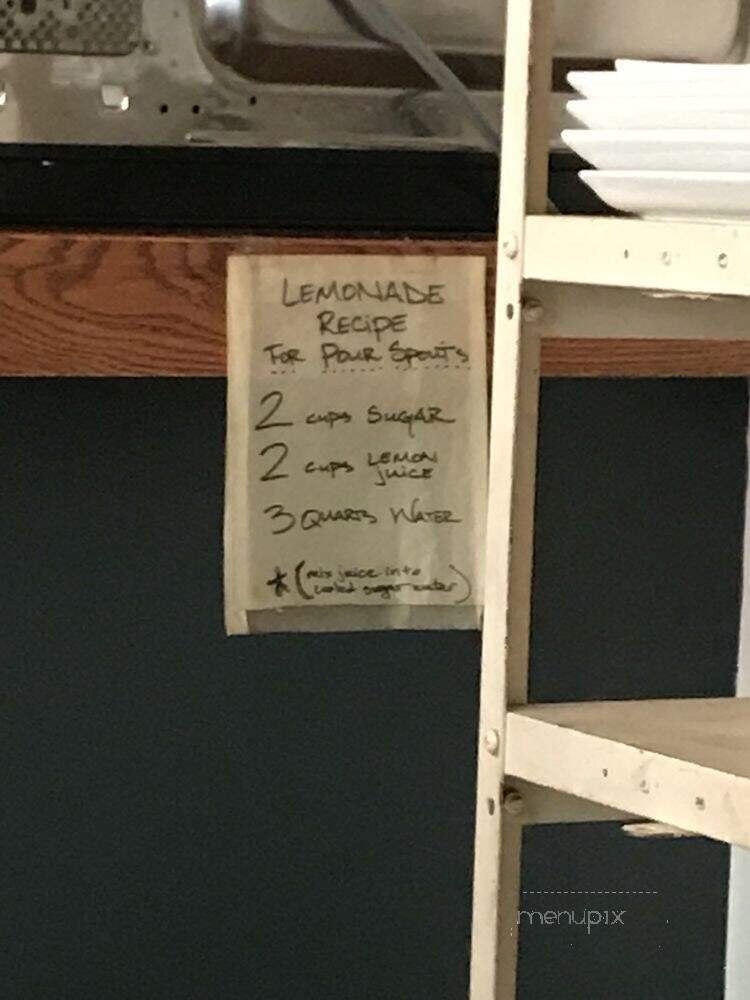 LEMONADE
RECIPE
FOR POUR SPOUTS
2 cups SUGAR
2 cups LEMON
JUICE
3 QUARTS WATER
* (mix juice into
cooled sugar water)
menupix